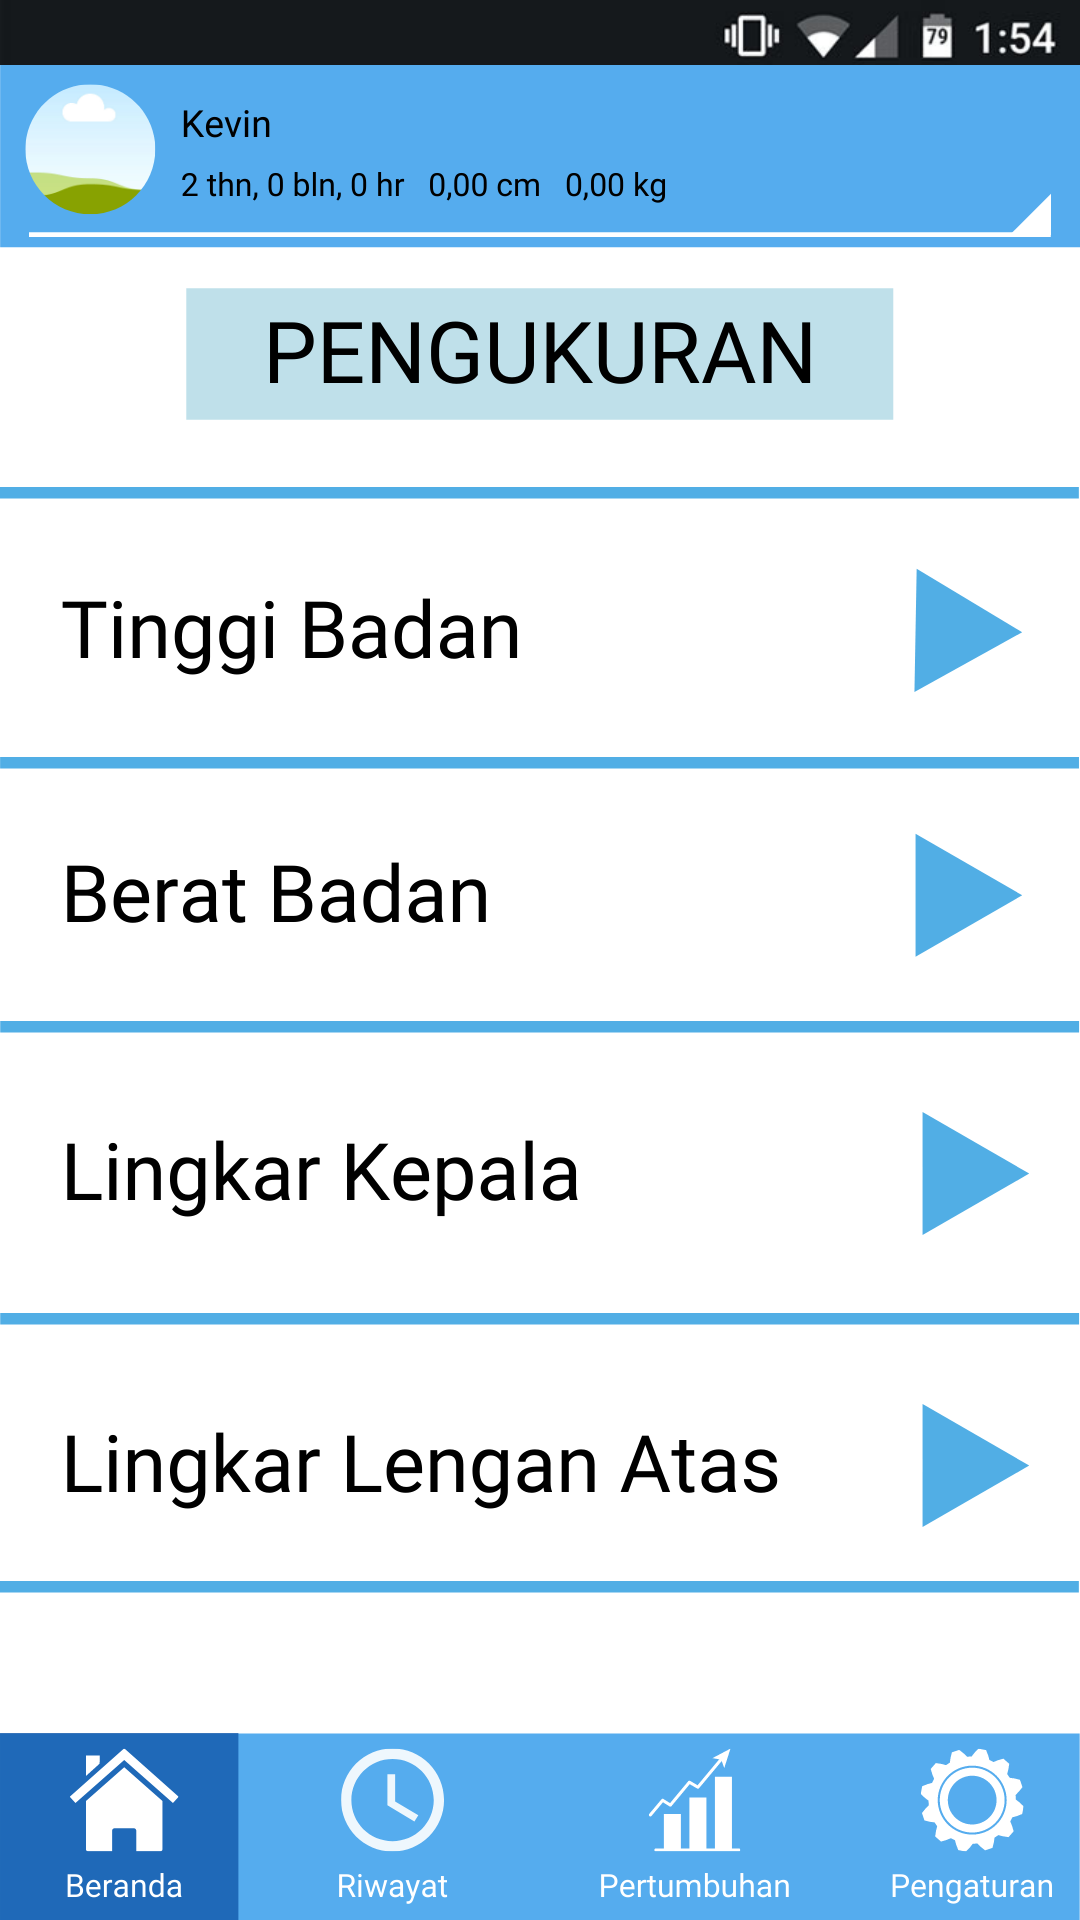 79 1:54
Kevin
2 thn, 0 bln, 0 hr 0,00 cm 0,00 kg
PENGUKURAN
Tinggi Badan
Berat Badan
Lingkar Kepala
Lingkar Lengan Atas
Beranda Riwayat Pertumbuhan Pengaturan